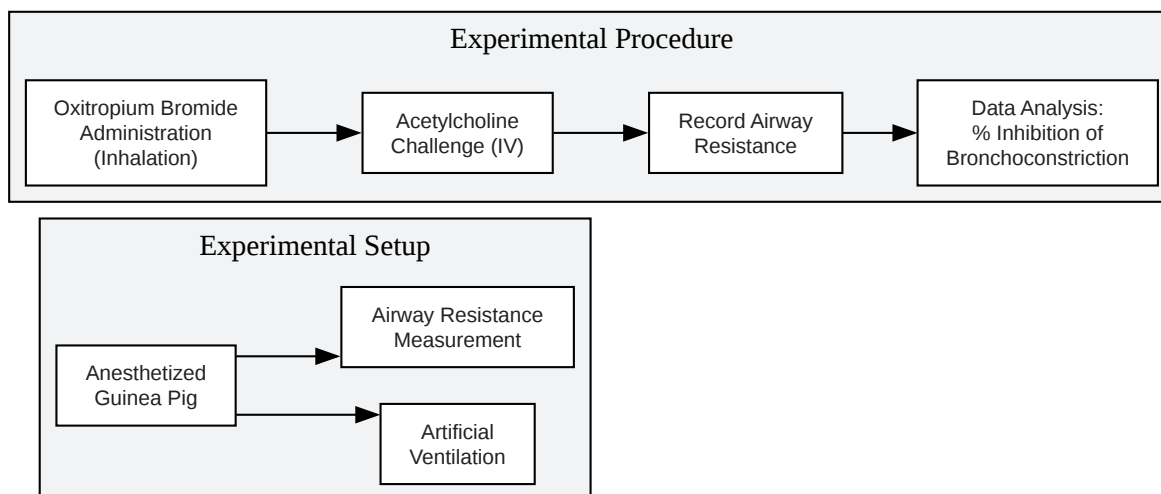 Experimental Procedure
Oxitropium Bromide
Administration
(Inhalation)
Acetylcholine
Challenge (IV)
Record Airway
Resistance
Data Analysis:
% Inhibition of
Bronchoconstriction
Experimental Setup
Anesthetized
Guinea Pig
Airway Resistance
Measurement
Artificial
Ventilation